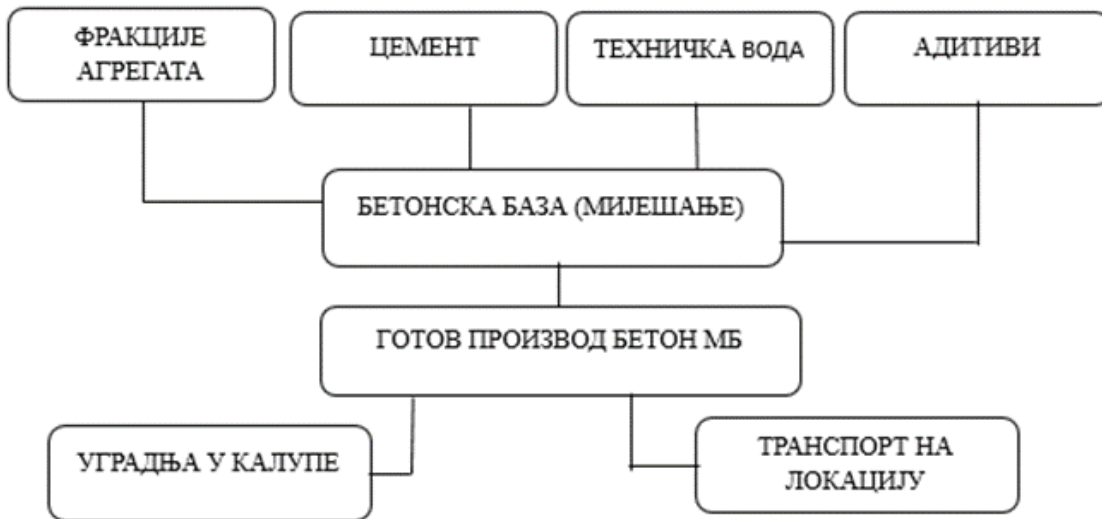 ФРАКЦИЈЕ
АГРЕГАТА
ЦЕМЕНТ
ТЕХНИЧКА ВОДА
АДИТИВИ
БЕТОНСКА БАЗА (МИЈЕШАЊЕ)
ГОТОВ ПРОИЗВОД БЕТОН МБ
УГРАДЊА У КАЛУПЕ
ТРАНСПОРТ НА
ЛОКАЦИЈУ